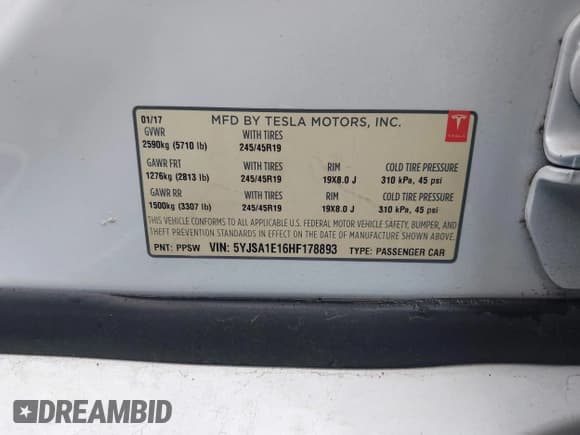 01/17 MFD BY TESLA MOTORS, INC. TESLA
GVWR WITH TIRES
2590kg (5710 lb) 245/45R19
GAWR FRT WITH TIRES RIM COLD TIRE PRESSURE
1276kg (2813 lb) 245/45R19 19X8.0 J 310 kPa, 45 psi
GAWR RR WITH TIRES RIM COLD TIRE PRESSURE
1500kg (3307 lb) 245/45R19 19X8.0 J 310 kPa, 45 psi
THIS VEHICLE CONFORMS TO ALL APPLICABLE U.S. FEDERAL MOTOR VEHICLE SAFETY, BUMPER, AND
THEFT PREVENTION STANDARDS IN EFFECT ON THE DATE OF MANUFACTURE SHOWN ABOVE.
PNT: PPSW VIN: 5YJSA1E16HF178893 TYPE: PASSENGER CAR
DREAMBID